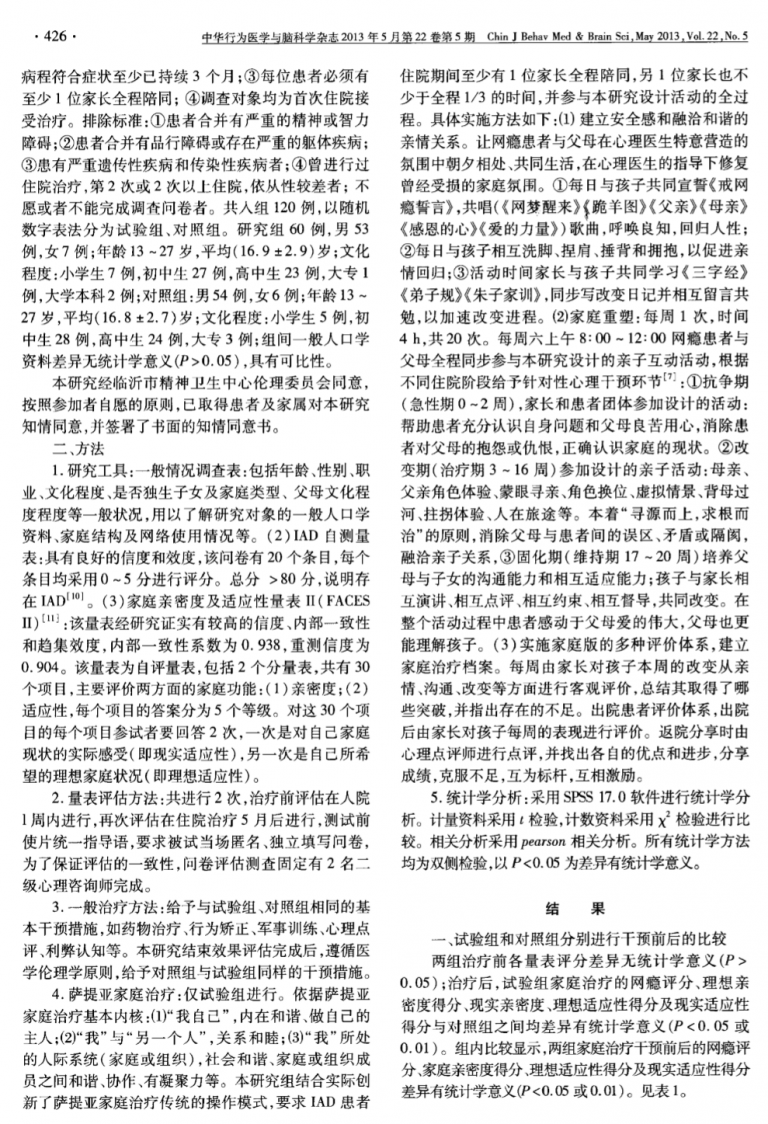 · 426 ·
中华行为医学与脑科学杂志 2013 年 5 月第 22 卷第 5 期 Chin J Behav Med & Brain Sci, May 2013, Vol. 22, No. 5
病程符合症状至少已持续 3 个月;③每位患者必须有
至少 1 位家长全程陪同; ④调查对象均为首次住院接
受治疗。排除标准:①患者合并有严重的精神或智力
障碍;②患者合并有品行障碍或存在严重的躯体疾病;
③患有严重遗传性疾病和传染性疾病者;④曾进行过
住院治疗,第 2 次或 2 次以上住院,依从性较差者; 不
愿或者不能完成调查问卷者。共入组 120 例,以随机
数字表法分为试验组、对照组。研究组 60 例,男 53
例,女 7 例;年龄 13 ~27 岁,平均(16.9 ±2.9)岁;文化
程度:小学生 7 例,初中生 27 例,高中生 23 例,大专 1
例,大学本科 2 例;对照组:男 54 例,女 6 例;年龄 13 ~
27 岁,平均(16.8 ±2.7)岁;文化程度:小学生 5 例,初
中生 28 例,高中生 24 例,大专 3 例;组间一般人口学
资料差异无统计学意义(P>0.05),具有可比性。
本研究经临沂市精神卫生中心伦理委员会同意,
按照参加者自愿的原则,已取得患者及家属对本研究
知情同意,并签署了书面的知情同意书。
二、方法
1. 研究工具:一般情况调查表:包括年龄、性别、职
业、文化程度、是否独生子女及家庭类型、父母文化程
度程度等一般状况,用以了解研究对象的一般人口学
资料、家庭结构及网络使用情况等。(2)IAD 自测量
表:具有良好的信度和效度,该问卷有 20 个条目,每个
条目均采用 0~5 分进行评分。总分 >80 分,说明存
在 IAD[10]。(3)家庭亲密度及适应性量表 II(FACES
II)[11]:该量表经研究证实有较高的信度、内部一致性
和趋集效度,内部一致性系数为 0.938,重测信度为
0.904。该量表为自评量表,包括 2 个分量表,共有 30
个项目,主要评价两方面的家庭功能:(1)亲密度;(2)
适应性,每个项目的答案分为 5 个等级。对这 30 个项
目的每个项目参试者要回答 2 次,一次是对自己家庭
现状的实际感受(即现实适应性),另一次是自己所希
望的理想家庭状况(即理想适应性)。
2. 量表评估方法:共进行 2 次,治疗前评估在入院
1 周内进行,再次评估在住院治疗 5 月后进行,测试前
使片统一指导语,要求被试当场匿名、独立填写问卷,
为了保证评估的一致性,问卷评估测查固定有 2 名二
级心理咨询师完成。
3. 一般治疗方法:给予与试验组、对照组相同的基
本干预措施,如药物治疗、行为矫正、军事训练、心理点
评、利弊认知等。本研究结束效果评估完成后,遵循医
学伦理学原则,给予对照组与试验组同样的干预措施。
4. 萨提亚家庭治疗:仅试验组进行。依据萨提亚
家庭治疗基本内核:(1)“我自己”,内在和谐、做自己的
主人;(2)“我”与“另一个人”,关系和睦;(3)“我”所处
的人际系统(家庭或组织),社会和谐、家庭或组织成
员之间和谐、协作、有凝聚力等。本研究组结合实际创
新了萨提亚家庭治疗传统的操作模式,要求 IAD 患者
住院期间至少有 1 位家长全程陪同,另 1 位家长也不
少于全程 1/3 的时间,并参与本研究设计活动的全过
程。具体实施方法如下:(1) 建立安全感和融洽和谐的
亲情关系。让网瘾患者与父母在心理医生特意营造的
氛围中朝夕相处、共同生活,在心理医生的指导下修复
曾经受损的家庭氛围。①每日与孩子共同宣誓《戒网
瘾誓言》,共唱(《网梦醒来》《跪羊图》《父亲》《母亲》
《感恩的心》《爱的力量》)歌曲,呼唤良知,回归人性;
②每日与孩子相互洗脚、捏肩、捶背和拥抱,以促进亲
情回归;③活动时间家长与孩子共同学习《三字经》
《弟子规》《朱子家训》,同步写改变日记并相互留言共
勉,以加速改变进程。(2)家庭重塑:每周 1 次,时间
4 h,共 20 次。每周六上午 8:00 ~12:00 网瘾患者与
父母全程同步参与本研究设计的亲子互动活动,根据
不同住院阶段给予针对性心理干预环节[7]:①抗争期
(急性期 0~2 周),家长和患者团体参加设计的活动:
帮助患者充分认识自身问题和父母良苦用心,消除患
者对父母的抱怨或仇恨,正确认识家庭的现状。②改
变期(治疗期 3 ~ 16 周)参加设计的亲子活动:母亲、
父亲角色体验、蒙眼寻亲、角色换位、虚拟情景、背母过
河、拄拐体验、人在旅途等。本着“寻源而上,求根而
治”的原则,消除父母与患者间的误区、矛盾或隔阂,
融洽亲子关系,③固化期(维持期 17 ~20 周)培养父
母与子女的沟通能力和相互适应能力;孩子与家长相
互演讲、相互点评、相互约束、相互督导,共同改变。在
整个活动过程中患者感动于父母爱的伟大,父母也更
能理解孩子。(3)实施家庭版的多种评价体系,建立
家庭治疗档案。每周由家长对孩子本周的改变从亲
情、沟通、改变等方面进行客观评价,总结其取得了哪
些突破,并指出存在的不足。出院患者评价体系,出院
后由家长对孩子每周的表现进行评价。返院分享时由
心理点评师进行点评,并找出各自的优点和进步,分享
成绩,克服不足,互为标杆,互相激励。
5. 统计学分析:采用 SPSS 17.0 软件进行统计学分
析。计量资料采用 t 检验,计数资料采用 χ² 检验进行比
较。相关分析采用 pearson 相关分析。所有统计学方法
均为双侧检验,以 P<0.05 为差异有统计学意义。
结 果
一、试验组和对照组分别进行干预前后的比较
两组治疗前各量表评分差异无统计学意义(P>
0.05);治疗后,试验组家庭治疗的网瘾评分、理想亲
密度得分、现实亲密度、理想适应性得分及现实适应性
得分与对照组之间均差异有统计学意义(P<0.05 或
0.01)。组内比较显示,两组家庭治疗干预前后的网瘾评
分、家庭亲密度得分、理想适应性得分及现实适应性得分
差异有统计学意义(P<0.05 或 0.01)。见表 1。